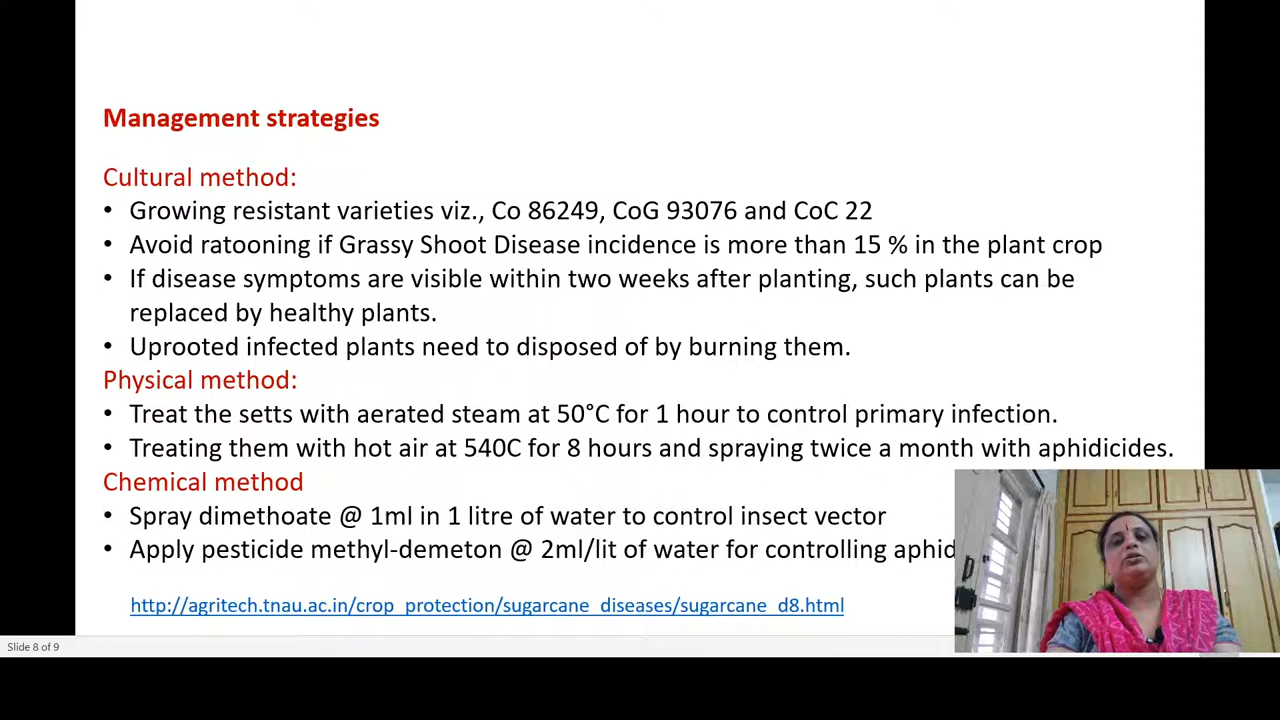 Management strategies
Cultural method:
• Growing resistant varieties viz., Co 86249, CoG 93076 and CoC 22
• Avoid ratooning if Grassy Shoot Disease incidence is more than 15 % in the plant crop
• If disease symptoms are visible within two weeks after planting, such plants can be
replaced by healthy plants.
• Uprooted infected plants need to disposed of by burning them.
Physical method:
• Treat the setts with aerated steam at 50°C for 1 hour to control primary infection.
• Treating them with hot air at 540C for 8 hours and spraying twice a month with aphidicides.
Chemical method
• Spray dimethoate @ 1ml in 1 litre of water to control insect vector
• Apply pesticide methyl-demeton @ 2ml/lit of water for controlling aphid
http://agritech.tnau.ac.in/crop_protection/sugarcane_diseases/sugarcane_d8.html
Slide 8 of 9